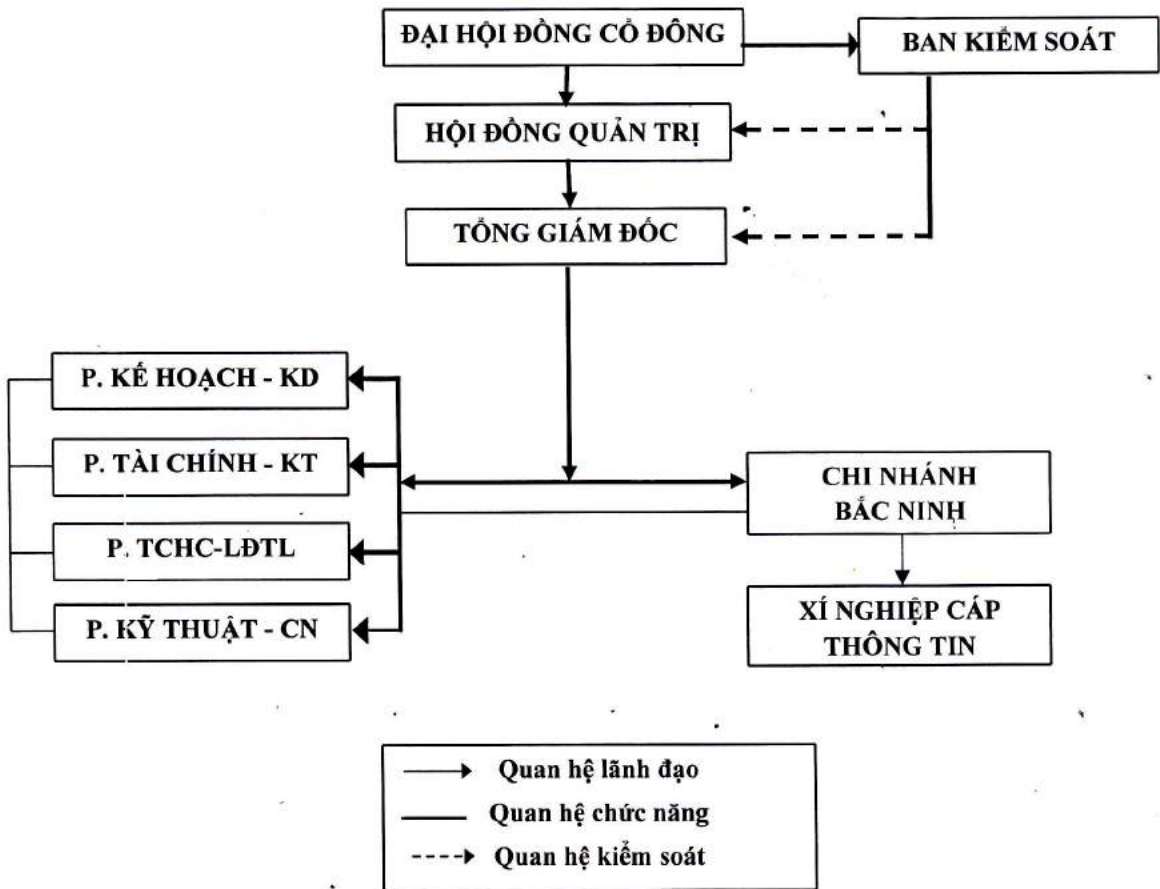 ĐẠI HỘI ĐỒNG CỔ ĐÔNG
BAN KIỂM SOÁT
HỘI ĐỒNG QUẢN TRỊ
TỔNG GIÁM ĐỐC
P. KẾ HOẠCH - KD
P. TÀI CHÍNH - KT
P. TCHC-LĐTL
P. KỸ THUẬT - CN
CHI NHÁNH
BẮC NINH
XÍ NGHIỆP CÁP
THÔNG TIN
Quan hệ lãnh đạo
Quan hệ chức năng
Quan hệ kiểm soát